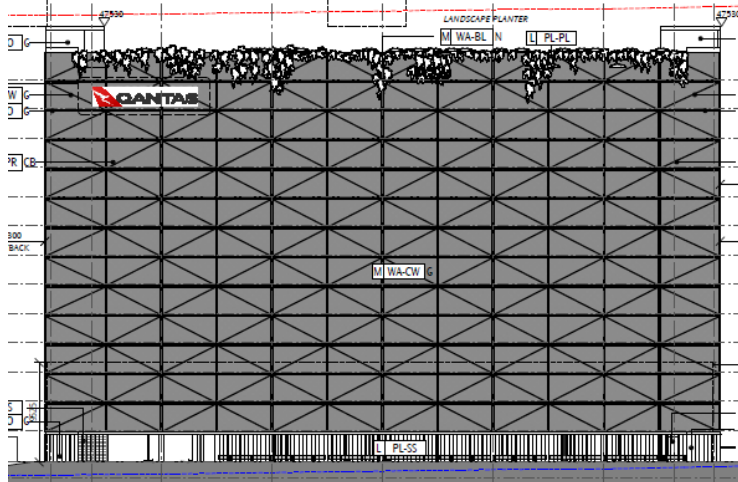 47530
47530
LANDSCAPE PLANTER
M WA-BL N
L PL-PL
G
W G
QANTAS
G
PR CB
300
BACK
M WA-CW G
S
G
L PL-SS